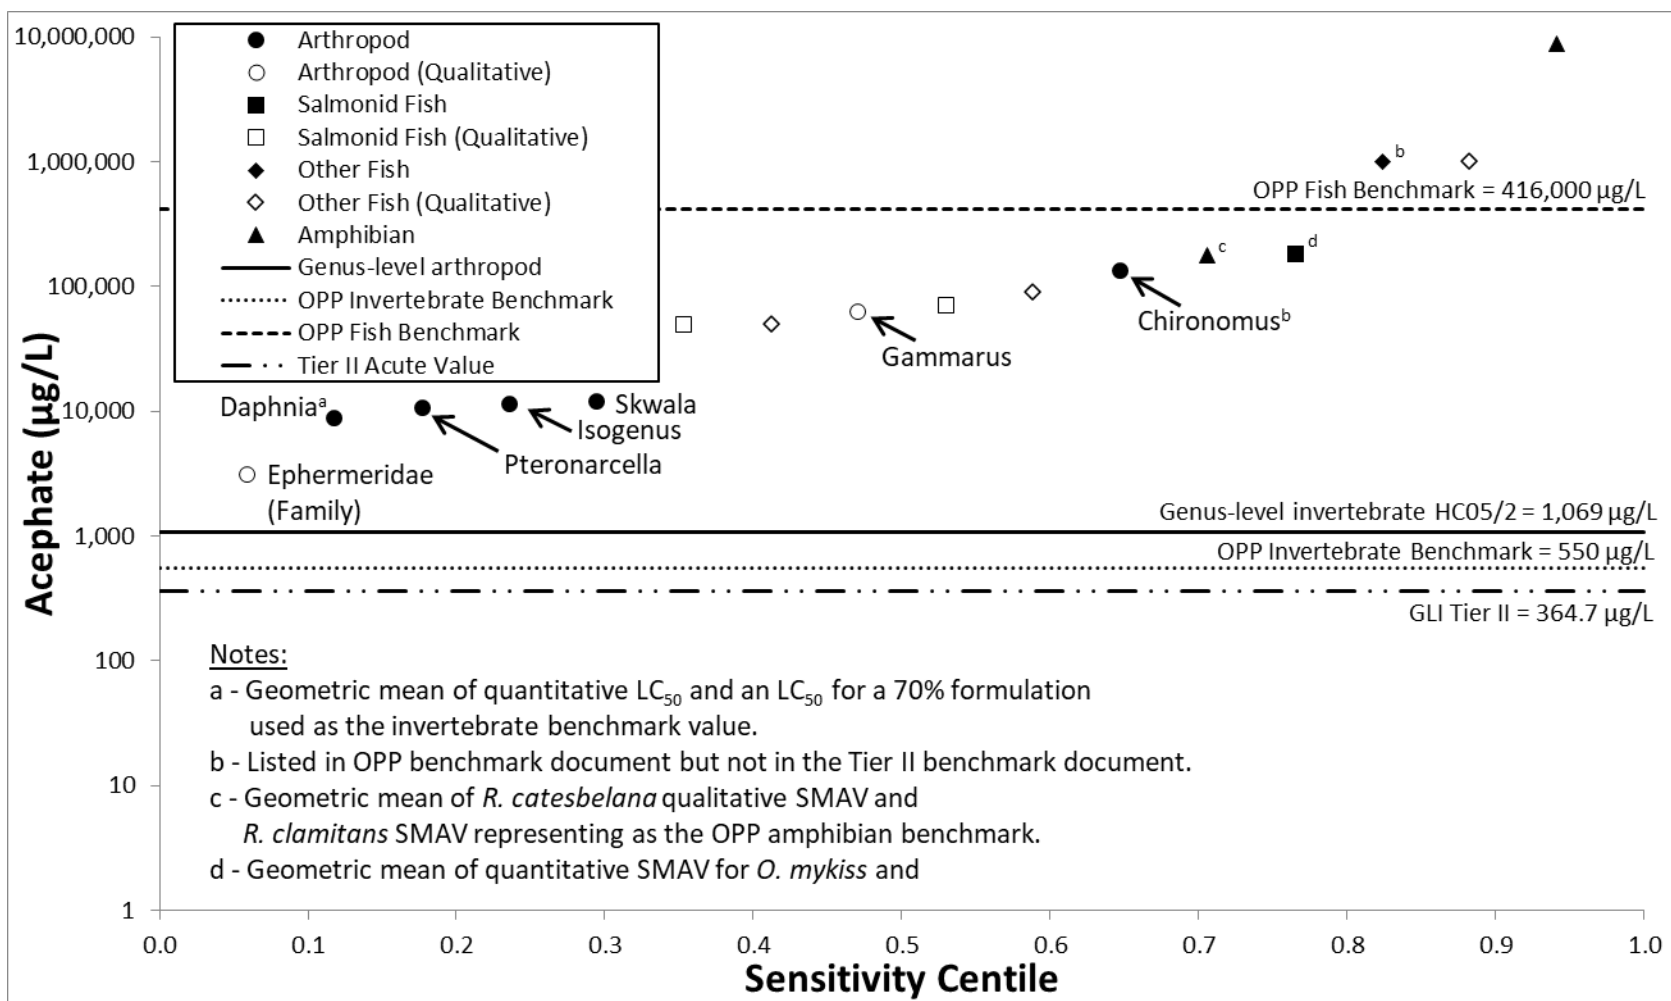 10,000,000
1,000,000
100,000
10,000
1,000
100
10
1
Acephate (µg/L)
Arthropod
Arthropod (Qualitative)
Salmonid Fish
Salmonid Fish (Qualitative)
Other Fish
Other Fish (Qualitative)
Amphibian
Genus-level arthropod
OPP Invertebrate Benchmark
OPP Fish Benchmark
Tier II Acute Value
b
OPP Fish Benchmark = 416,000 µg/L
c
d
Chironomusᵇ
Gammarus
Daphniaᵃ
Skwala
Isogenus
Pteronarcella
Ephermeridae
(Family)
Genus-level invertebrate HC05/2 = 1,069 µg/L
OPP Invertebrate Benchmark = 550 µg/L
GLI Tier II = 364.7 µg/L
Notes:
a - Geometric mean of quantitative LC₅₀ and an LC₅₀ for a 70% formulation
used as the invertebrate benchmark value.
b - Listed in OPP benchmark document but not in the Tier II benchmark document.
c - Geometric mean of R. catesbelana qualitative SMAV and
R. clamitans SMAV representing as the OPP amphibian benchmark.
d - Geometric mean of quantitative SMAV for O. mykiss and
0.0 0.1 0.2 0.3 0.4 0.5 0.6 0.7 0.8 0.9 1.0
Sensitivity Centile